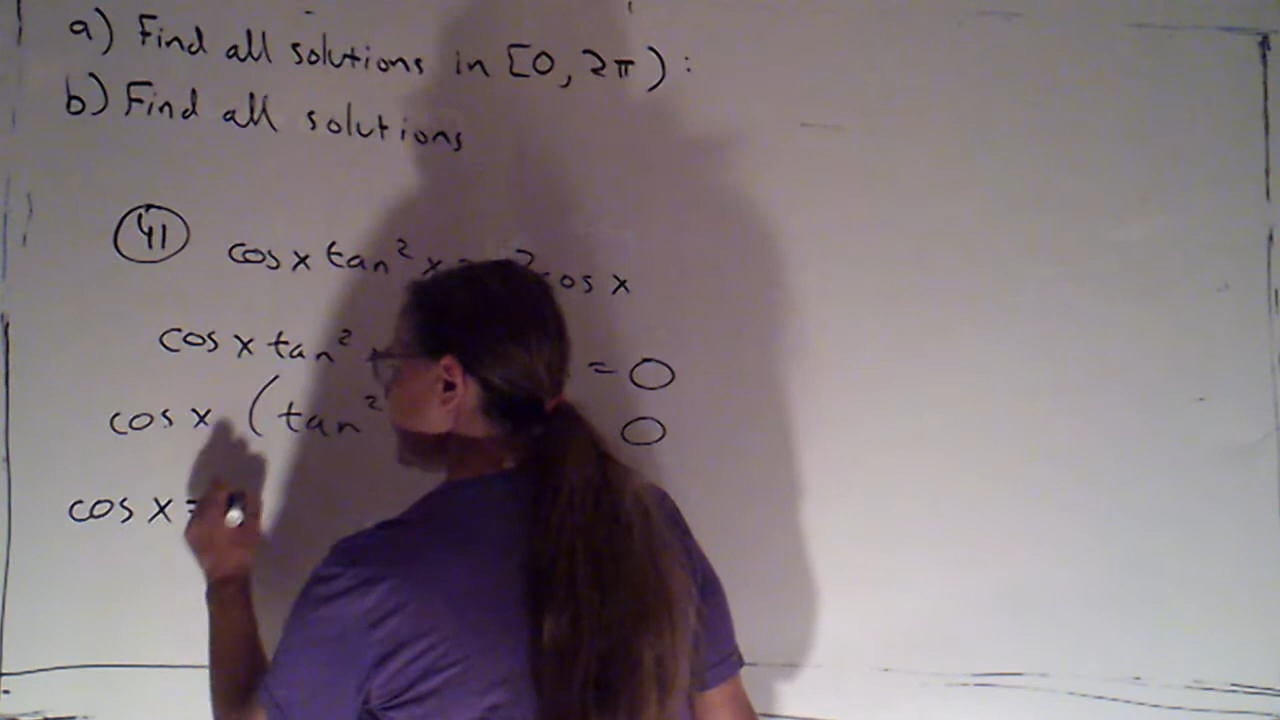 a) Find all solutions in [0, 2π):
b) Find all solutions
41 cos x tan² x = cos x
cos x tan² = 0
cos x (tan² 0
cos x =